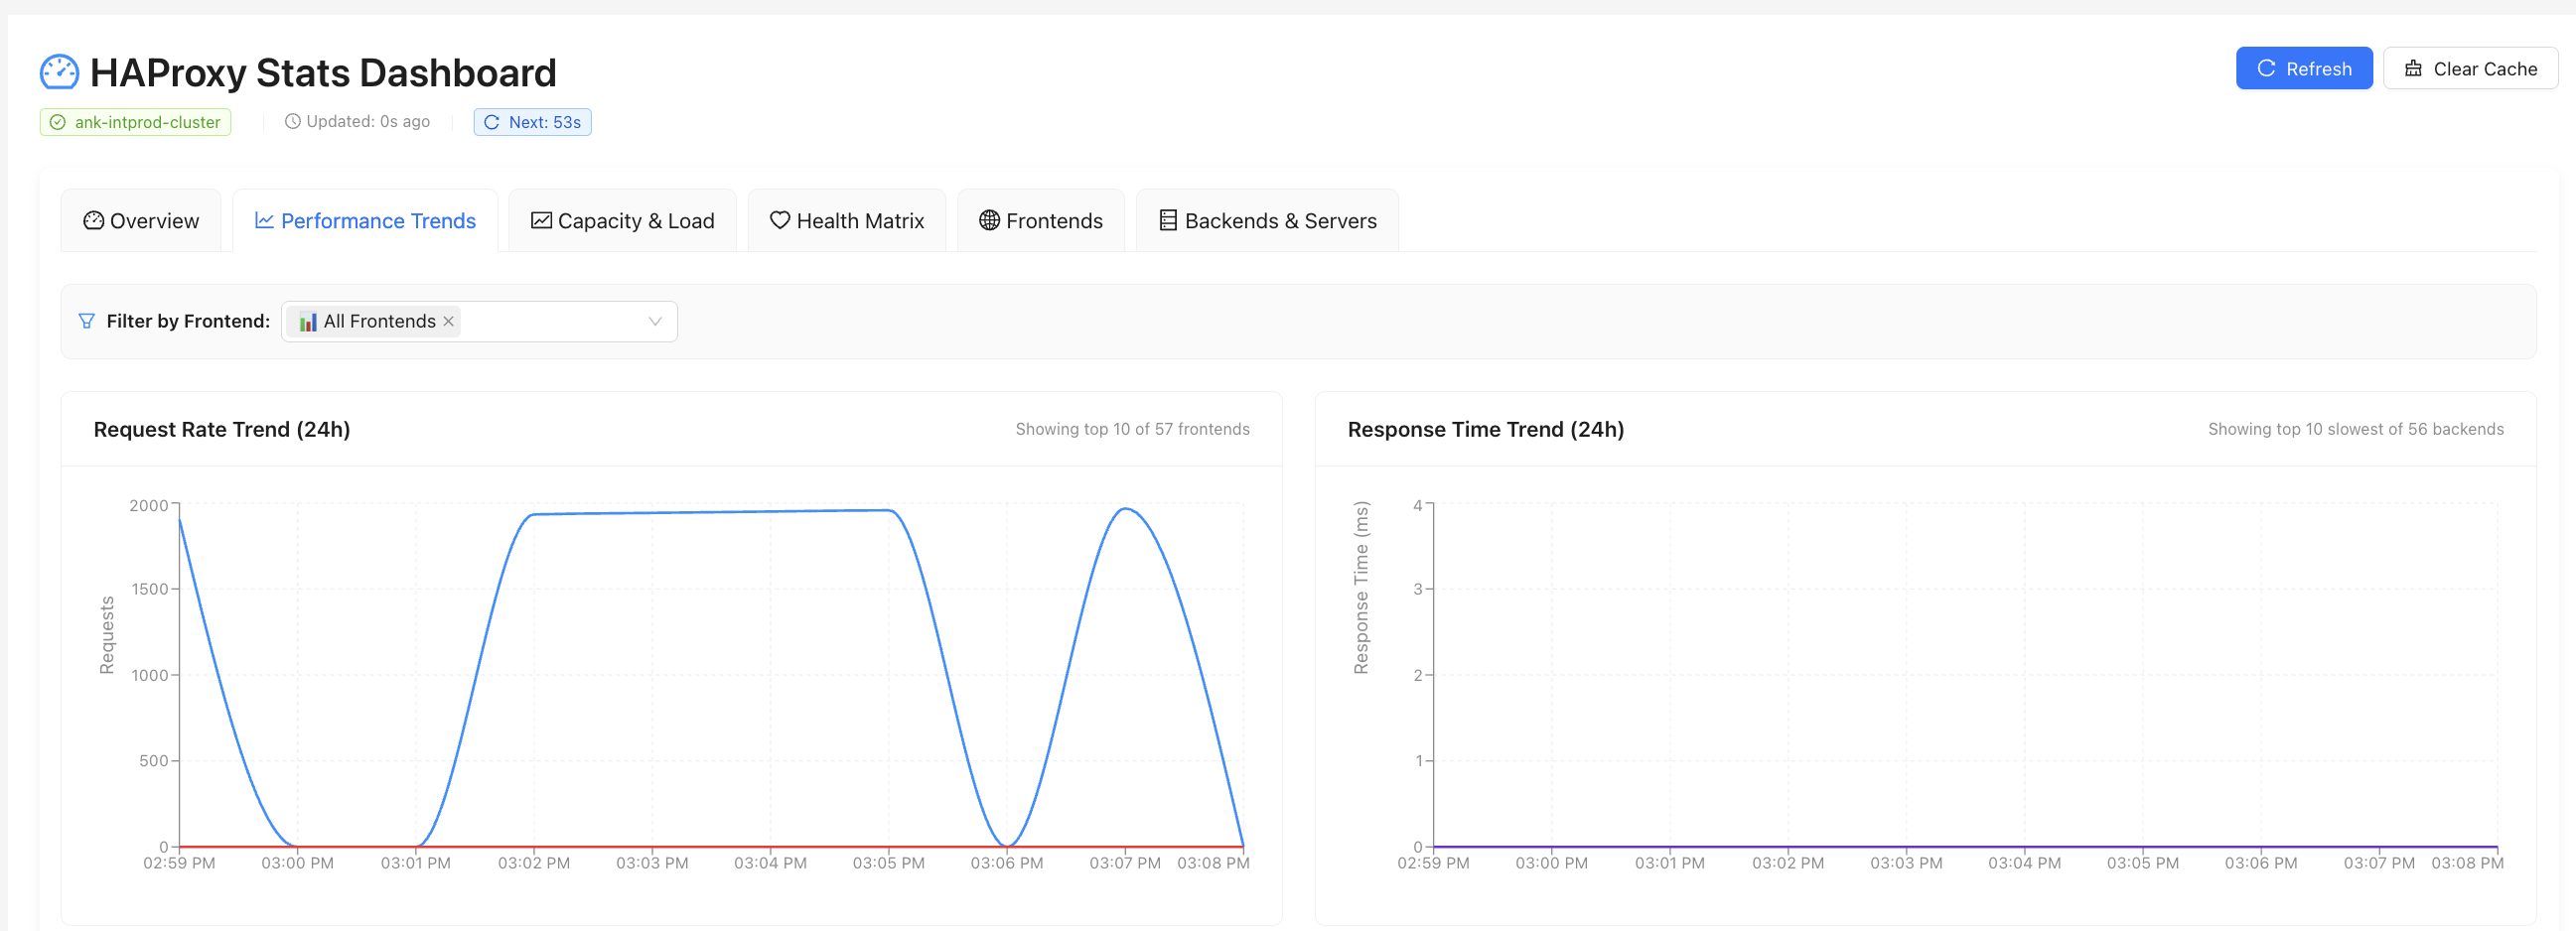 HAProxy Stats Dashboard
Refresh
Clear Cache
ank-intprod-cluster
Updated: 0s ago
Next: 53s
Overview
Performance Trends
Capacity & Load
Health Matrix
Frontends
Backends & Servers
Filter by Frontend:
All Frontends
Request Rate Trend (24h)
Showing top 10 of 57 frontends
Requests
2000
1500
1000
500
0
02:59 PM 03:00 PM 03:01 PM 03:02 PM 03:03 PM 03:04 PM 03:05 PM 03:06 PM 03:07 PM 03:08 PM
Response Time Trend (24h)
Showing top 10 slowest of 56 backends
Response Time (ms)
4
3
2
1
0
02:59 PM 03:00 PM 03:01 PM 03:02 PM 03:03 PM 03:04 PM 03:05 PM 03:06 PM 03:07 PM 03:08 PM